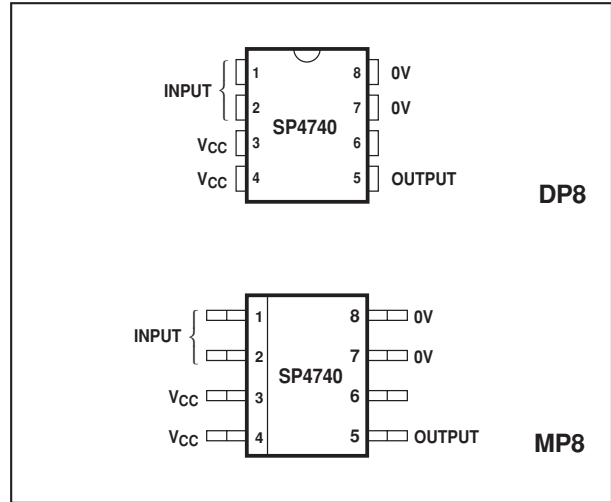 INPUT
1 8 0V
2 7 0V
SP4740
VCC 3 6
VCC 4 5 OUTPUT
DP8
INPUT
1 8 0V
2 7 0V
SP4740
VCC 3 6
VCC 4 5 OUTPUT
MP8